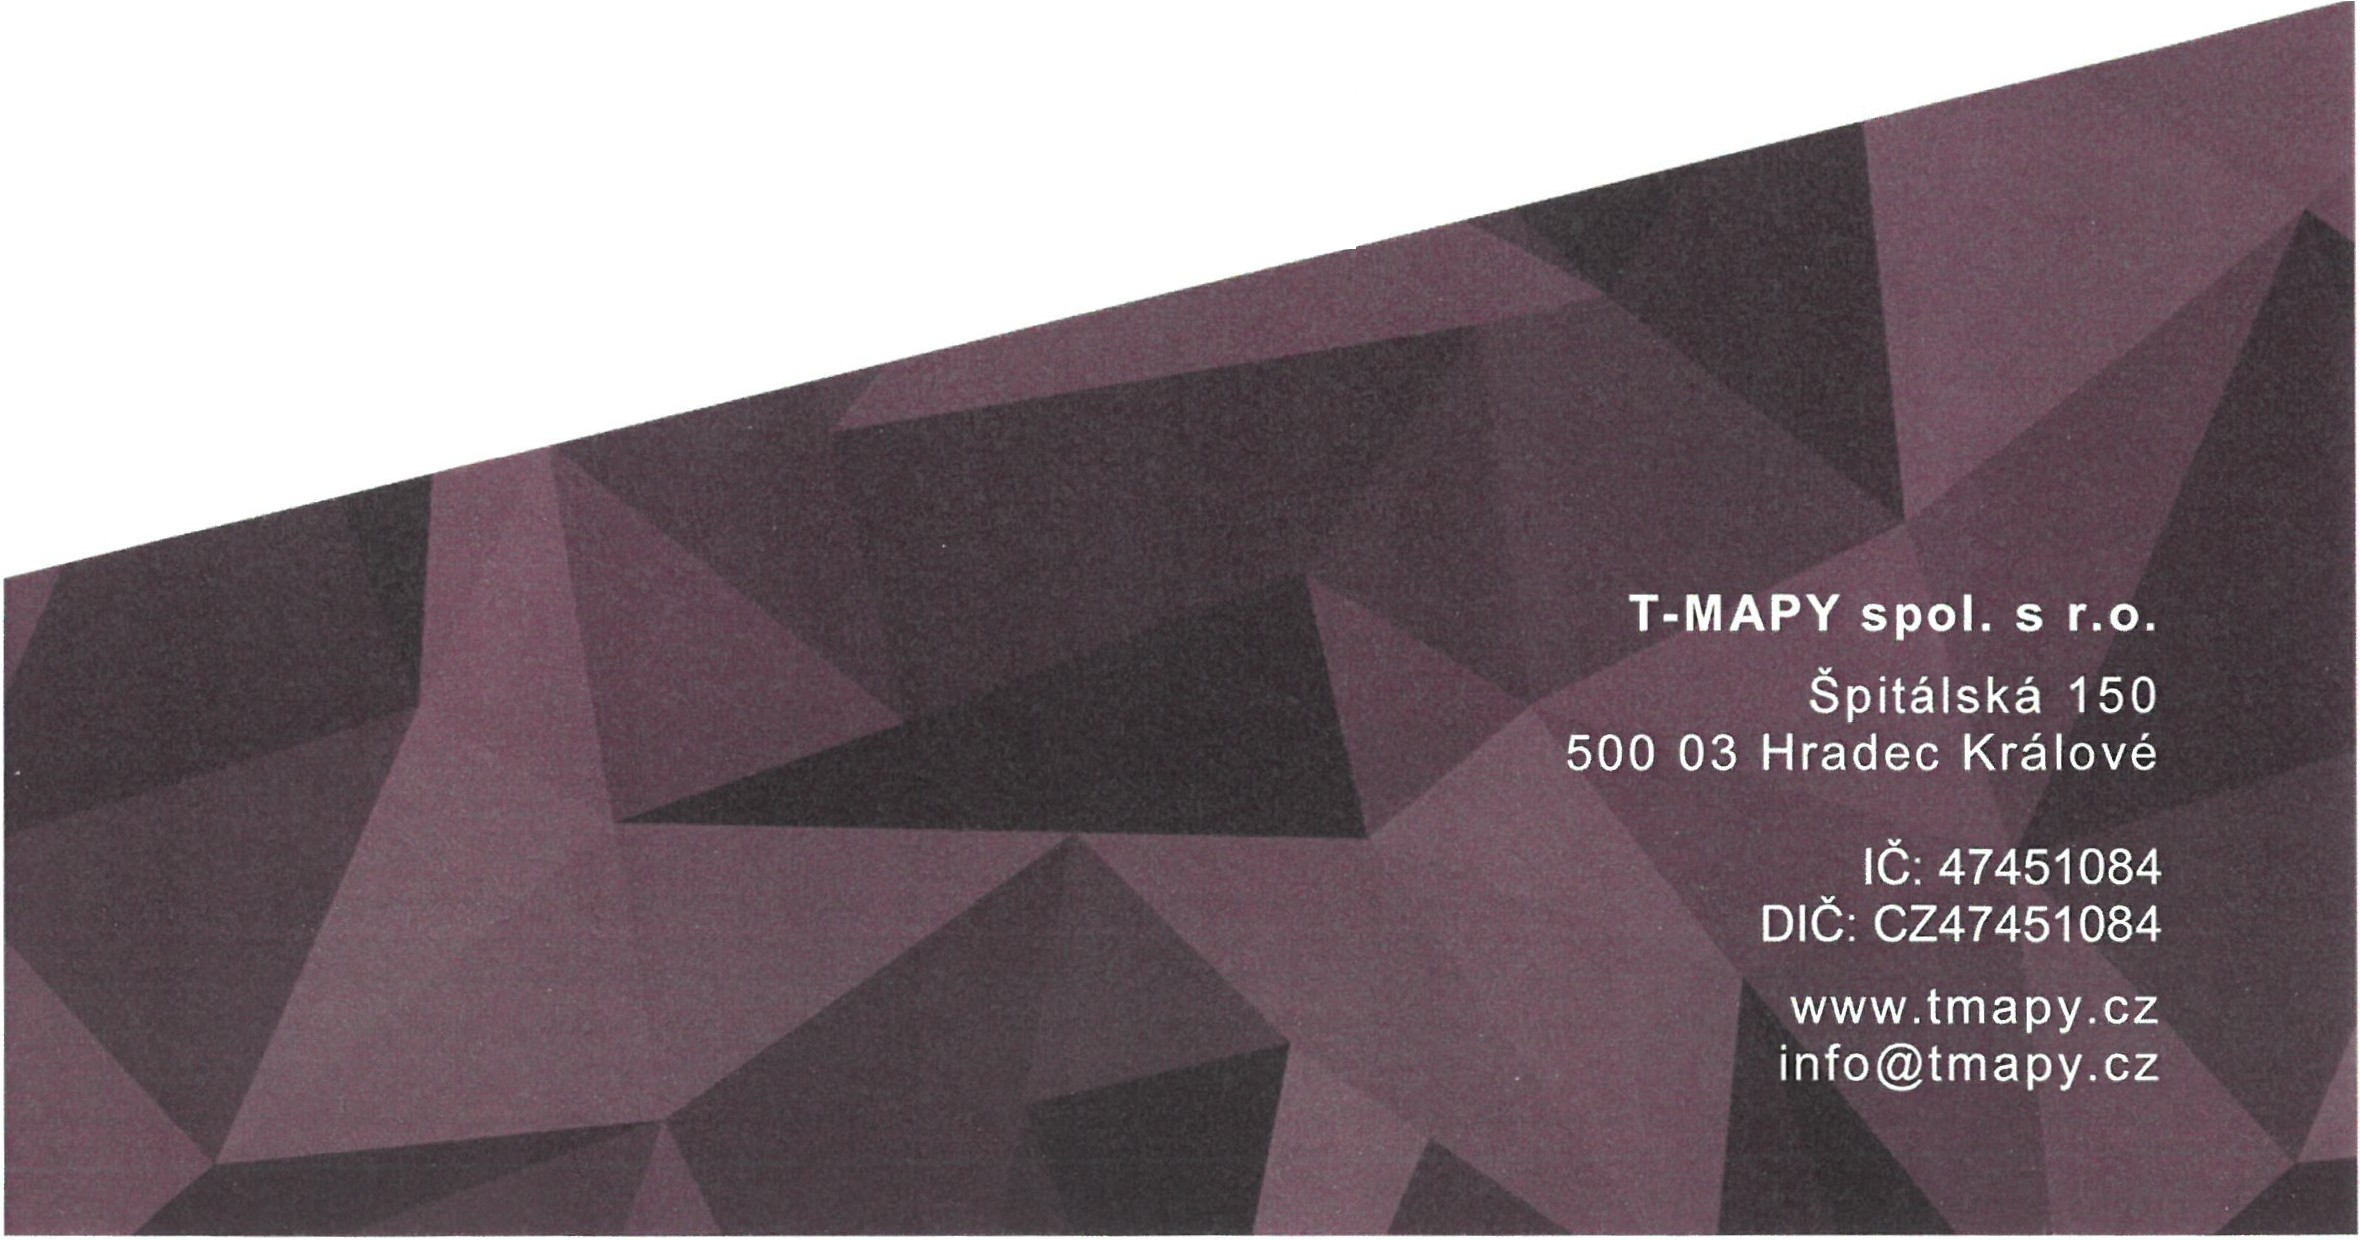 T-MAPY spol. s r.o.
Špitálská 150
500 03 Hradec Králové
IČ: 47451084
DIČ: CZ47451084
www.tmapy.cz
info@tmapy.cz